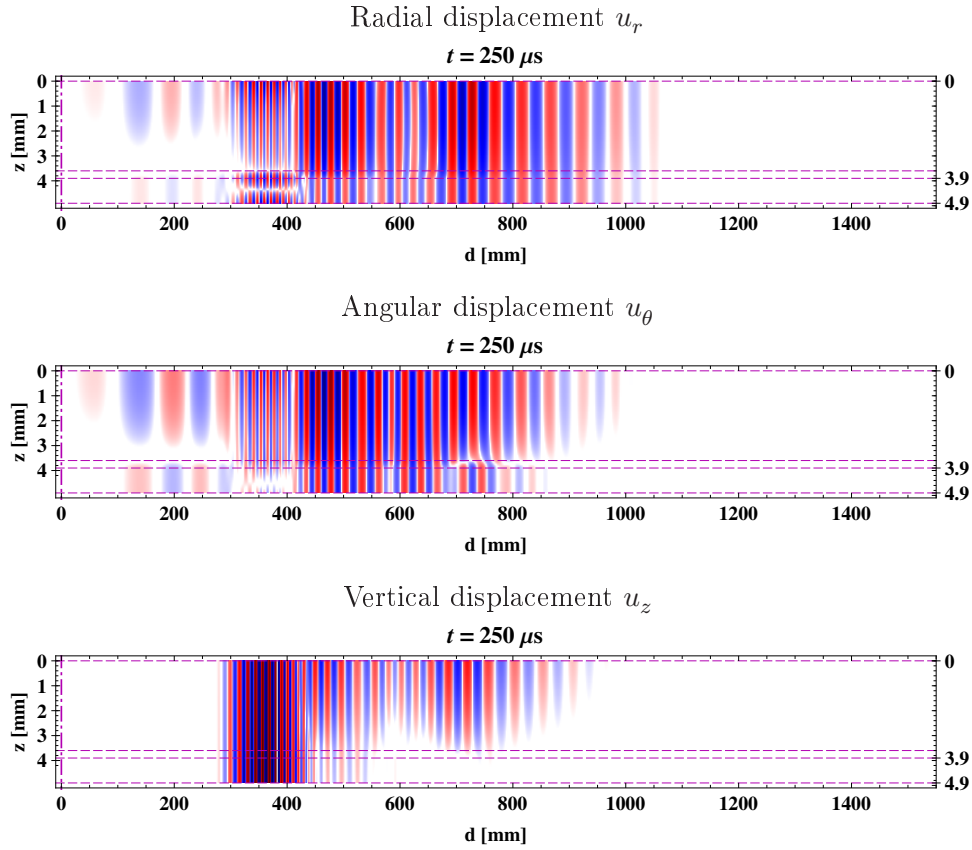 Radial displacement u_r
t = 250 μs
0
1
2
3
4
z [mm]
0
3.9
4.9
0 200 400 600 800 1000 1200 1400
d [mm]
Angular displacement u_θ
t = 250 μs
0
1
2
3
4
z [mm]
0
3.9
4.9
0 200 400 600 800 1000 1200 1400
d [mm]
Vertical displacement u_z
t = 250 μs
0
1
2
3
4
z [mm]
0
3.9
4.9
0 200 400 600 800 1000 1200 1400
d [mm]